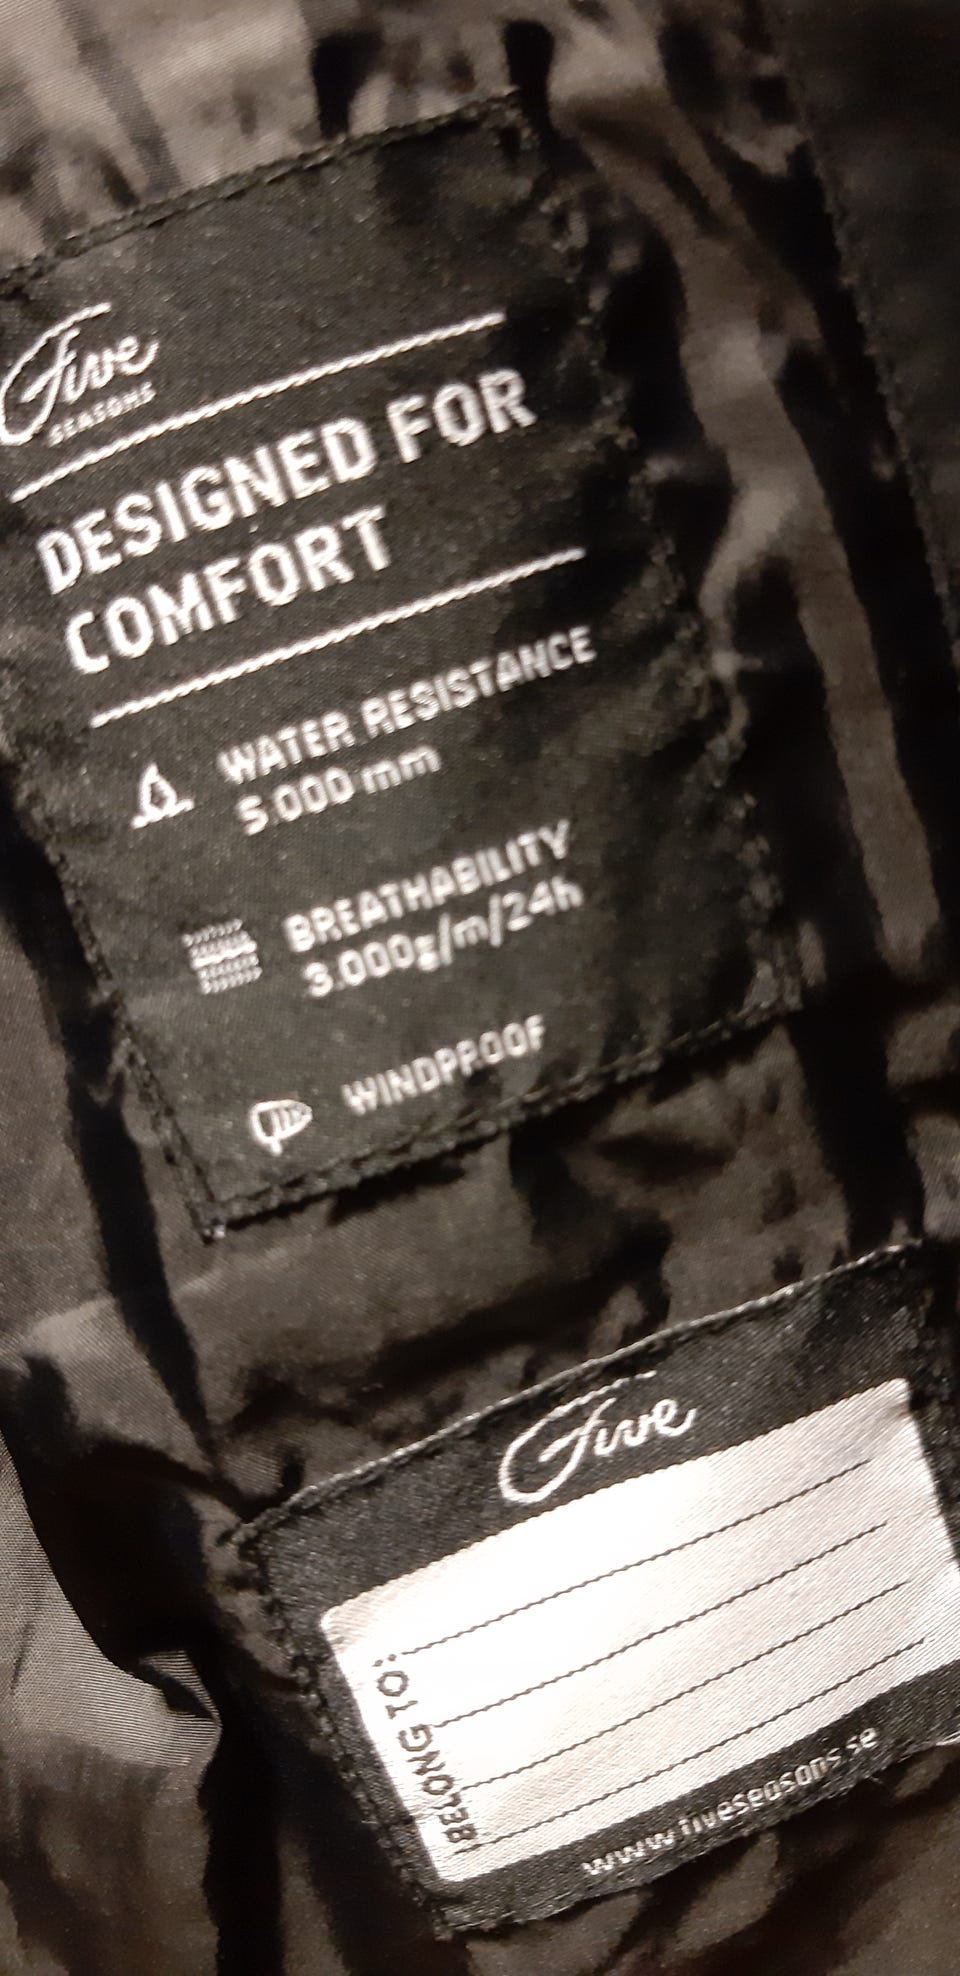 Five
SEASONS
DESIGNED FOR
COMFORT
WATER RESISTANCE
5.000 mm
BREATHABILITY
3.000g/m/24h
WINDPROOF
Five
BELONG TO:
www.fiveseasons.se